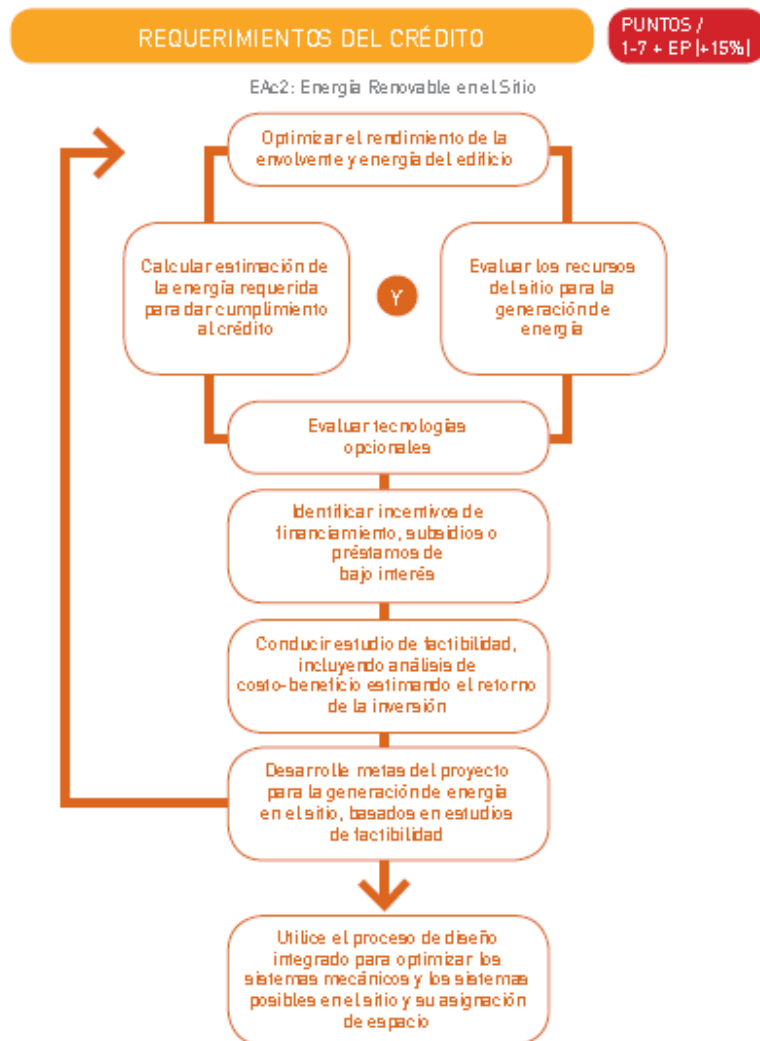 REQUERIMIENTOS DEL CRÉDITO
PUNTOS /
1-7 + EP (+15%)
EAc2: Energía Renovable en el Sitio
Optimizar el rendimiento de la
envolvente y energía del edificio
Calcular estimación de
la energía requerida
para dar cumplimiento
al crédito
Y
Evaluar los recursos
del sitio para la
generación de
energía
Evaluar tecnologías
opcionales
Identificar incentivos de
financiamiento, subsidios o
préstamos de
bajo interés
Conducir estudio de factibilidad,
incluyendo análisis de
costo-beneficio estimando el retorno
de la inversión
Desarrolle metas del proyecto
para la generación de energía
en el sitio, basados en estudios
de factibilidad
Utilice el proceso de diseño
integrado para optimizar los
sistemas mecánicos y los sistemas
posibles en el sitio y su asignación
de espacio